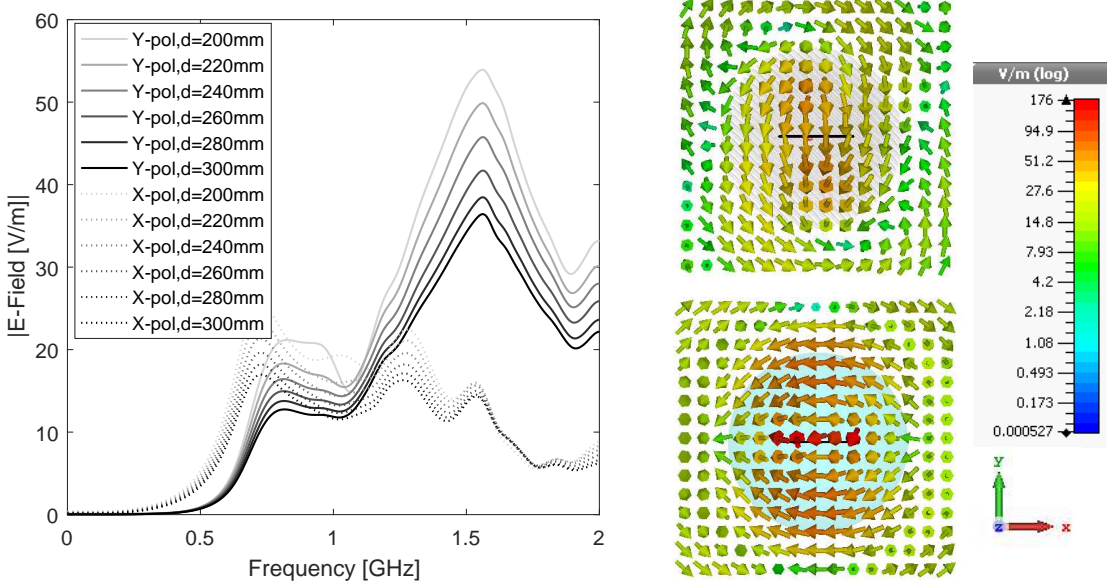 60
50
40
30
20
10
0
|E-Field [V/m]|
Y-pol,d=200mm
Y-pol,d=220mm
Y-pol,d=240mm
Y-pol,d=260mm
Y-pol,d=280mm
Y-pol,d=300mm
X-pol,d=200mm
X-pol,d=220mm
X-pol,d=240mm
X-pol,d=260mm
X-pol,d=280mm
X-pol,d=300mm
0 0.5 1 1.5 2
Frequency [GHz]
V/m (log)
176
94.9
51.2
27.6
14.8
7.93
4.2
2.18
1.08
0.493
0.173
0.000527
Y
z x